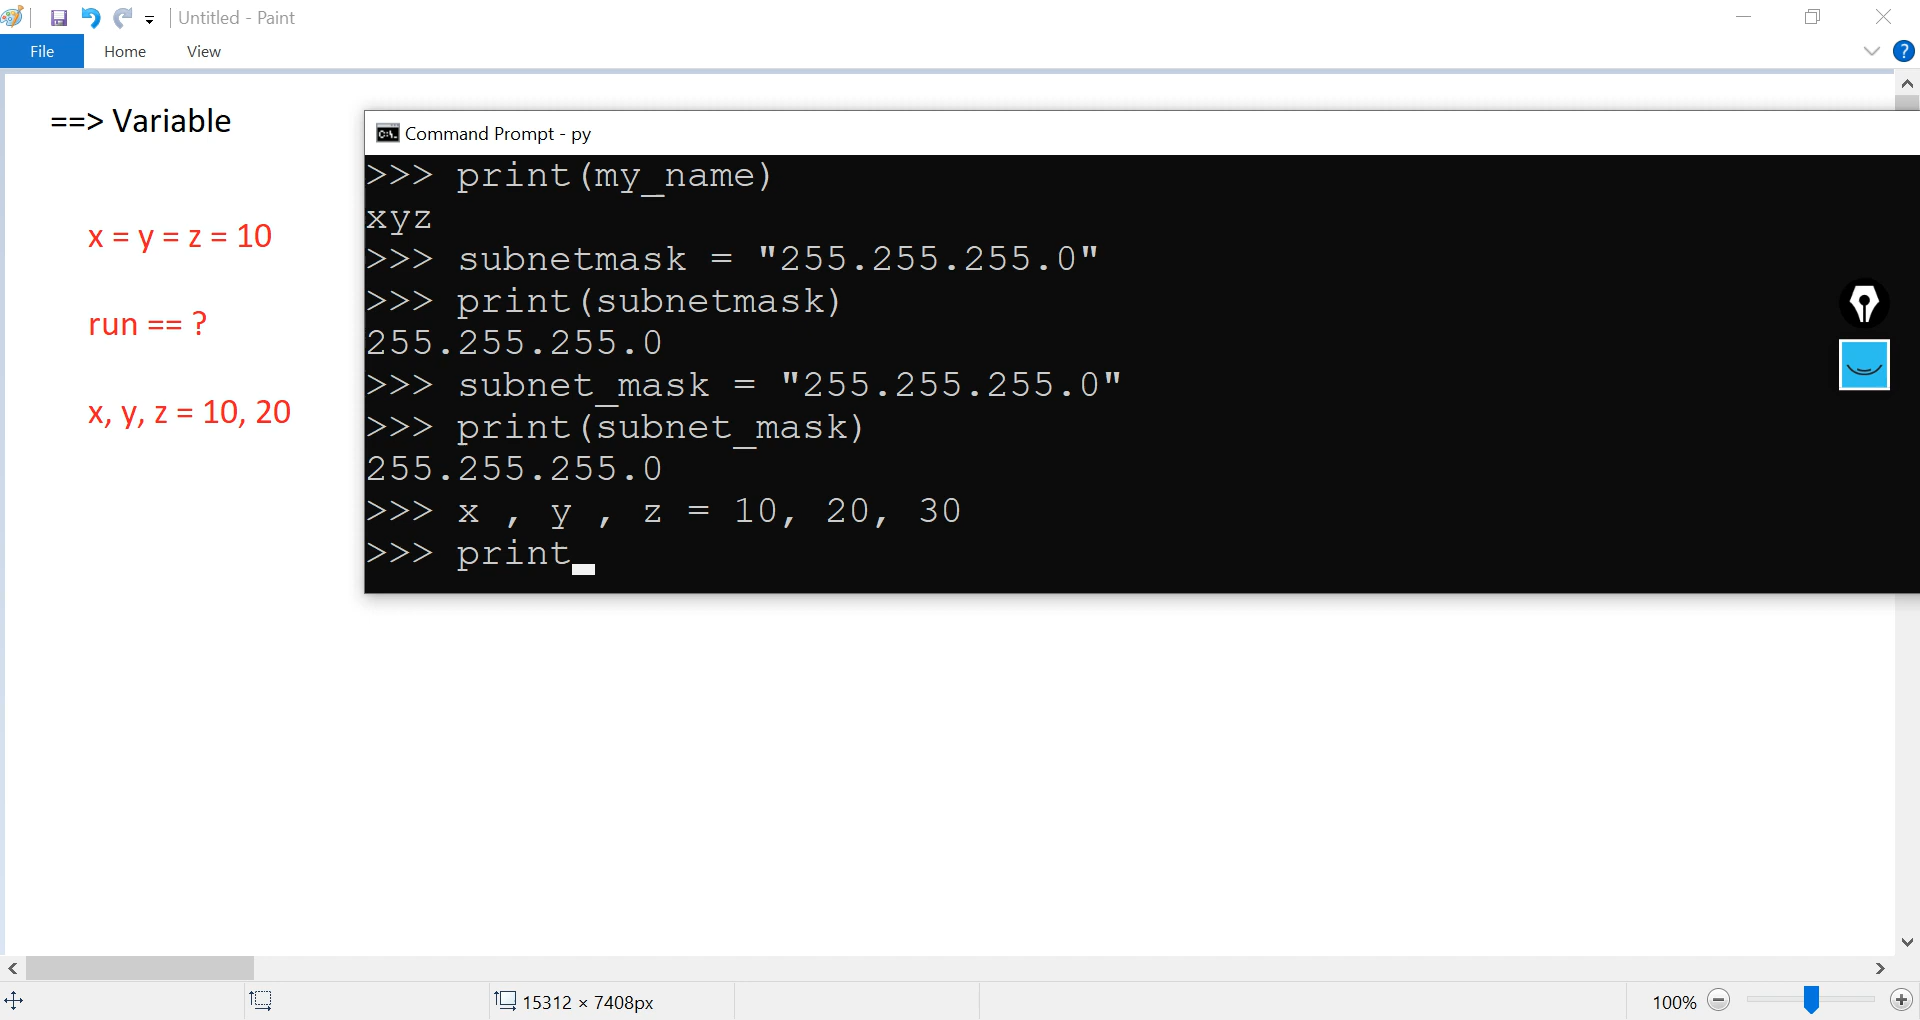 Untitled - Paint
File Home View
==> Variable
x = y = z = 10
run == ?
x, y, z = 10, 20
Command Prompt - py
>>> print(my_name)
xyz
>>> subnetmask = "255.255.255.0"
>>> print(subnetmask)
255.255.255.0
>>> subnet_mask = "255.255.255.0"
>>> print(subnet_mask)
255.255.255.0
>>> x , y , z = 10, 20, 30
>>> print_
15312 × 7408px
100%